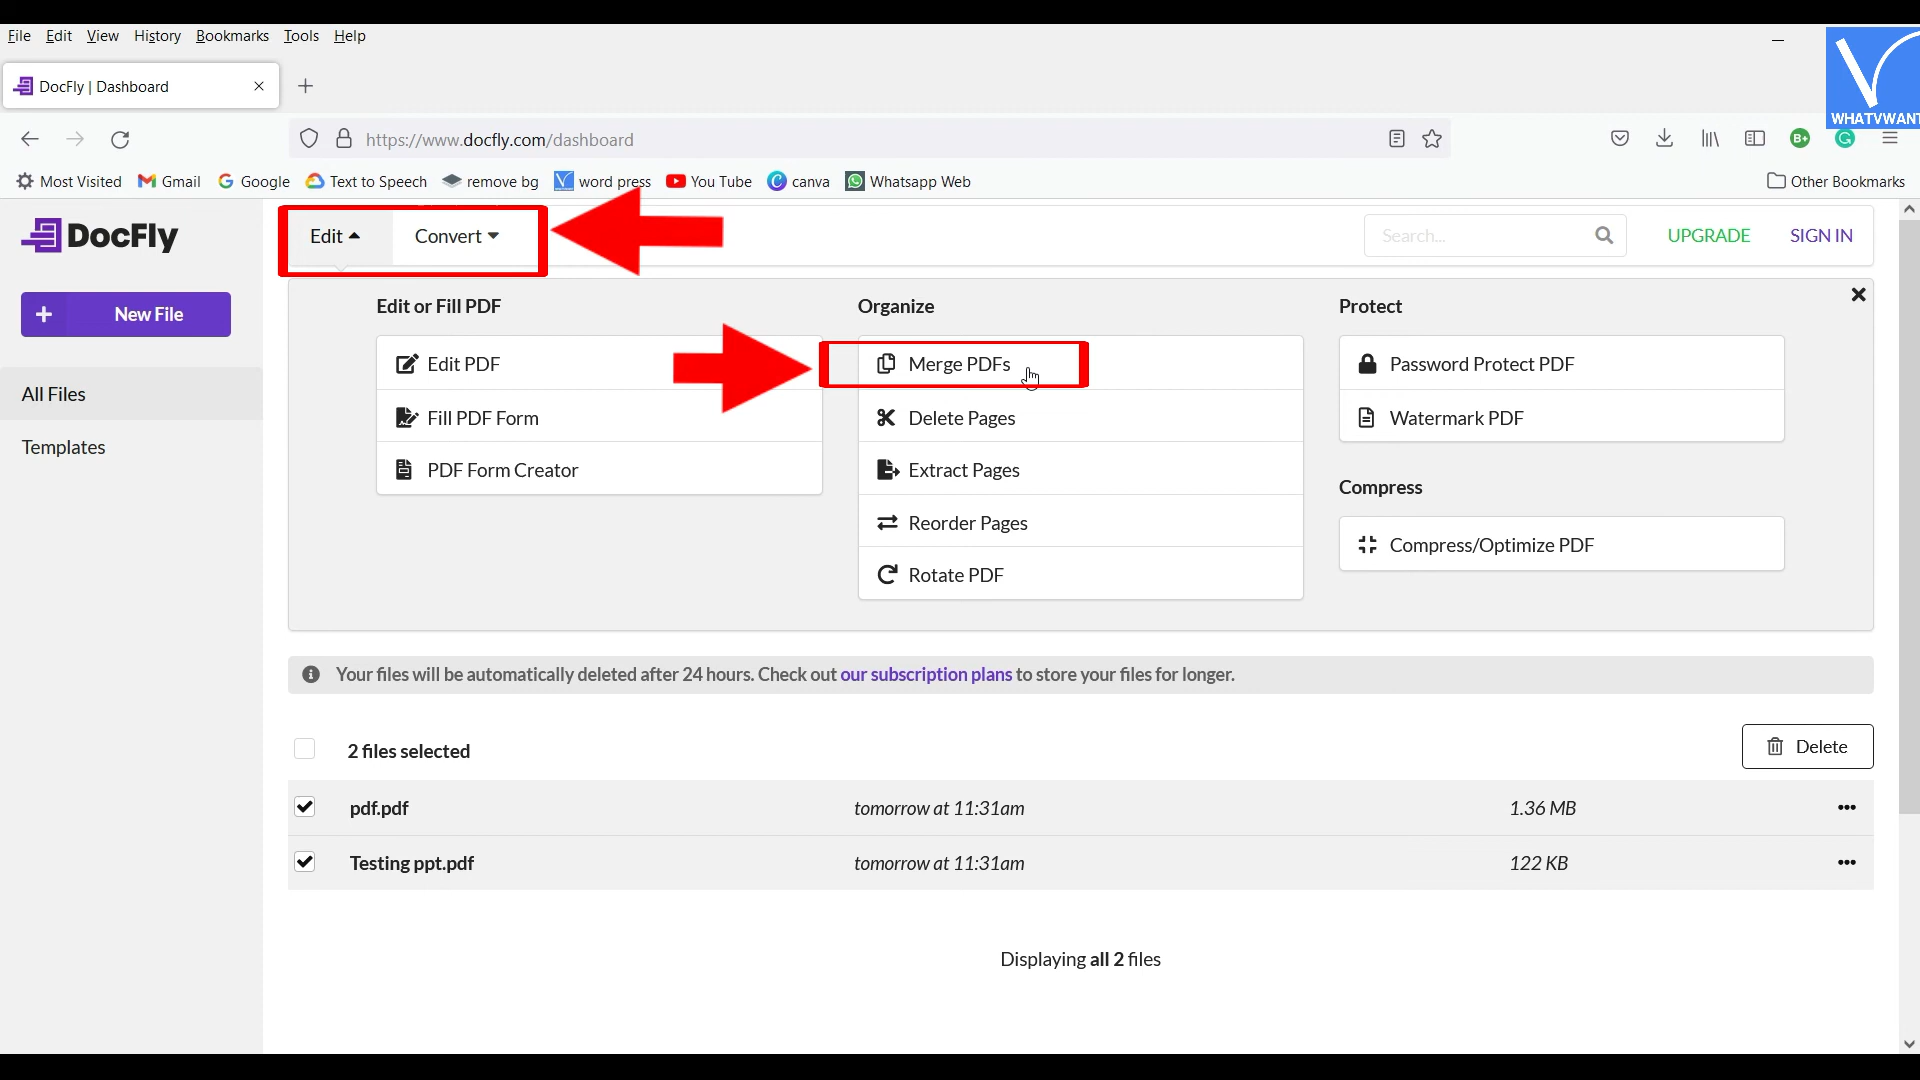 File Edit View History Bookmarks Tools Help
DocFly | Dashboard
WHATVWANT
https://www.docfly.com/dashboard
Most Visited Gmail Google Text to Speech remove bg word press You Tube canva Whatsapp Web Other Bookmarks
DocFly
Edit Convert Search... UPGRADE SIGN IN
New File
All Files
Templates
Edit or Fill PDF
Edit PDF
Fill PDF Form
PDF Form Creator
Organize
Merge PDFs
Delete Pages
Extract Pages
Reorder Pages
Rotate PDF
Protect
Password Protect PDF
Watermark PDF
Compress
Compress/Optimize PDF
Your files will be automatically deleted after 24 hours. Check out our subscription plans to store your files for longer.
2 files selected Delete
pdf.pdf tomorrow at 11:31am 1.36 MB
Testing ppt.pdf tomorrow at 11:31am 122 KB
Displaying all 2 files